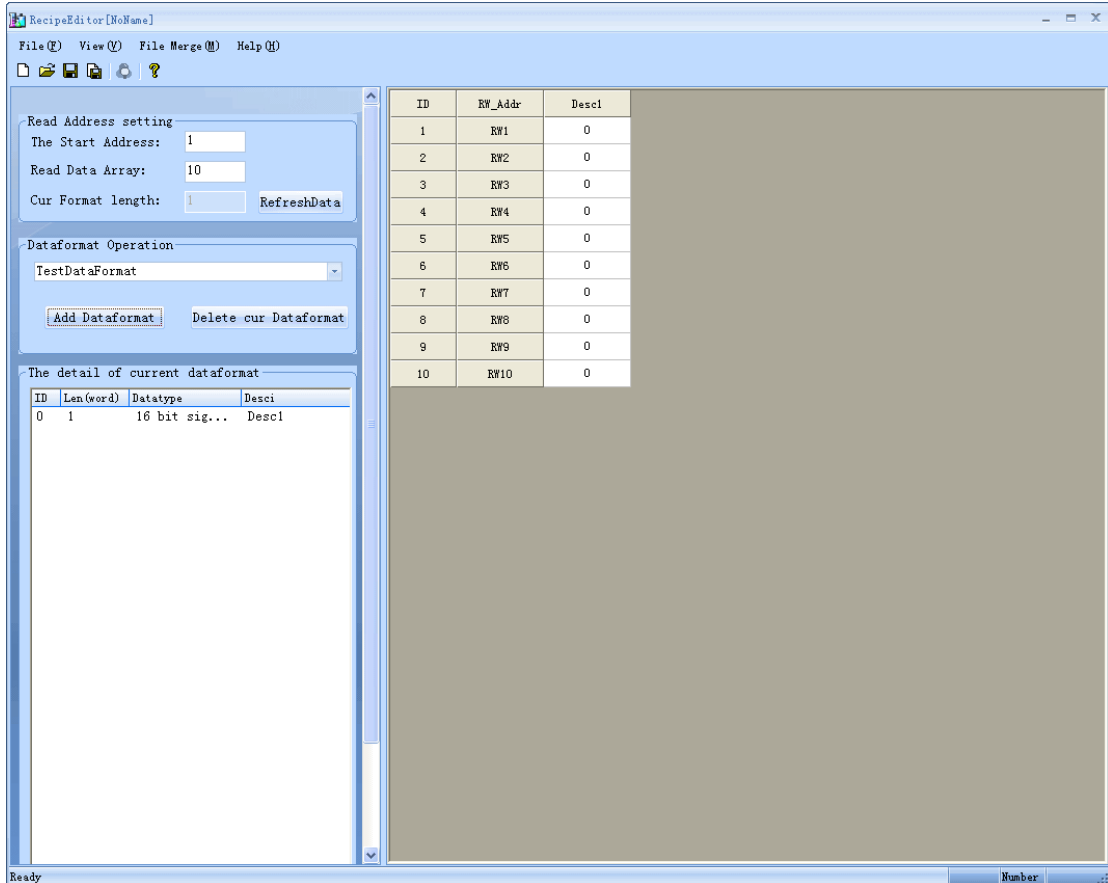 RecipeEditor[NoName]
File(F) View(V) File Merge(M) Help(H)
Read Address setting
The Start Address: 1
Read Data Array: 10
Cur Format length: 1 RefreshData
Dataformat Operation
TestDataFormat
Add Dataformat Delete cur Dataformat
The detail of current dataformat
ID Len(word) Datatype Desci
0 1 16 bit sig... Desc1
ID RW_Addr Desc1
1 RW1 0
2 RW2 0
3 RW3 0
4 RW4 0
5 RW5 0
6 RW6 0
7 RW7 0
8 RW8 0
9 RW9 0
10 RW10 0
Ready Number